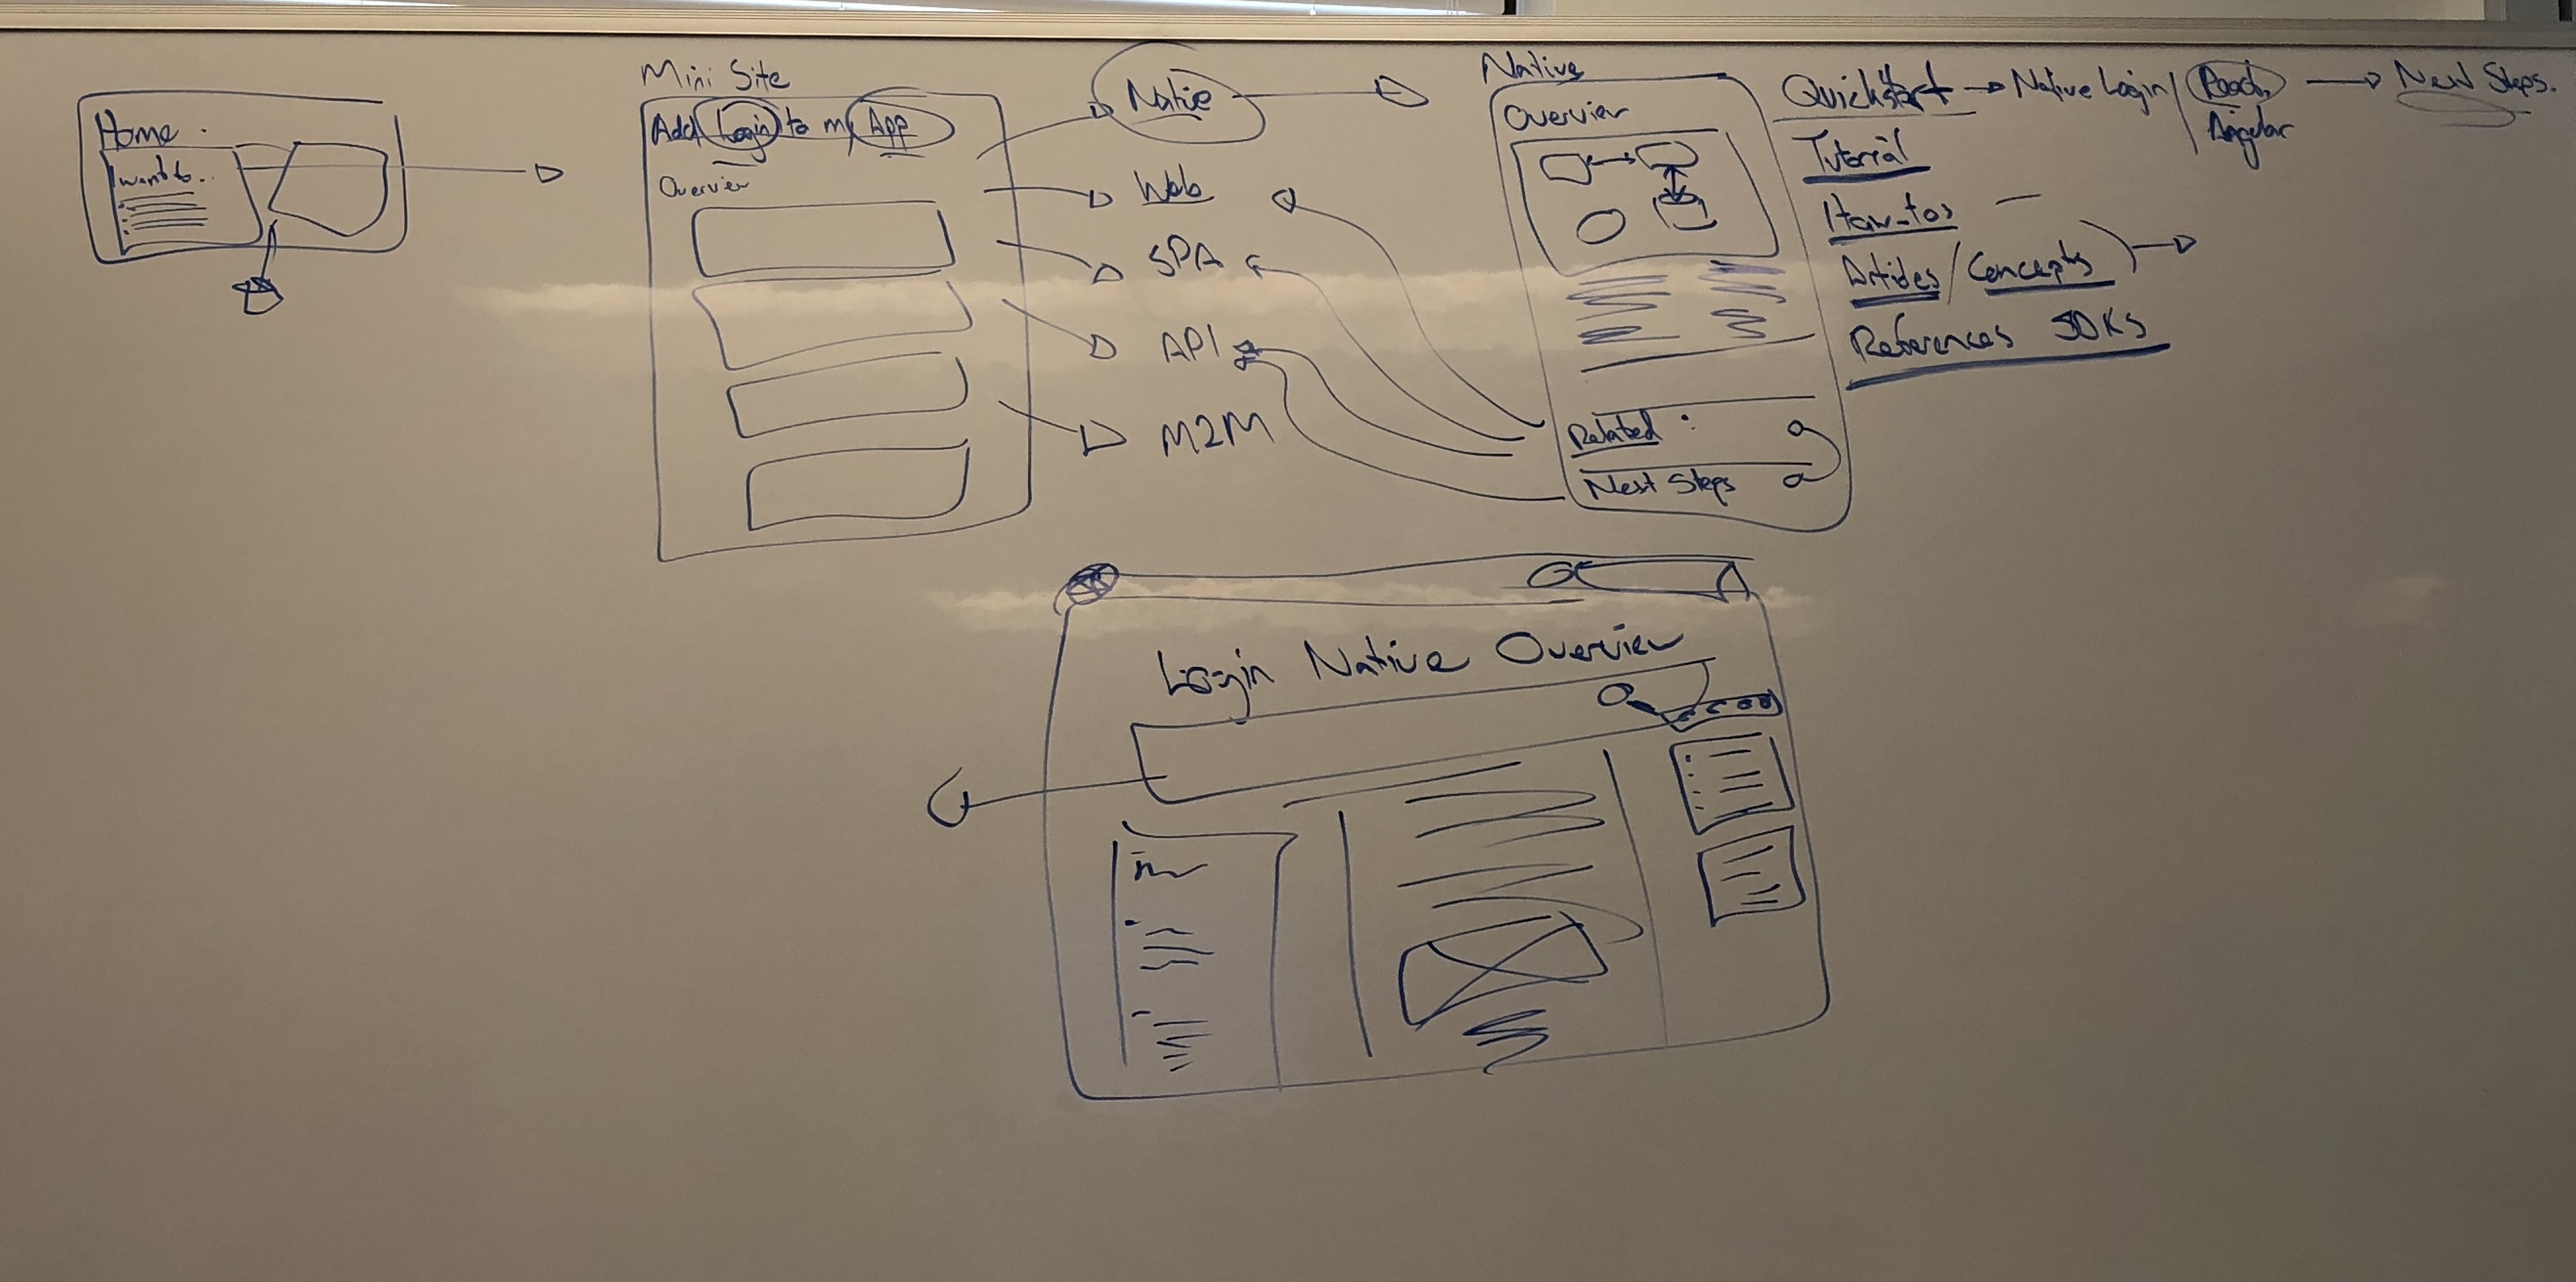 Home
I want to..
Mini Site
Add Login to my App
Overview
Native
Web
SPA
API
M2M
Native
Overview
Related:
Next Steps
Quickstart → Native Login / React
Angular
→ Next Steps.
Tutorial
How-tos
Articles / Concepts
References SDKs
Login Native Overview